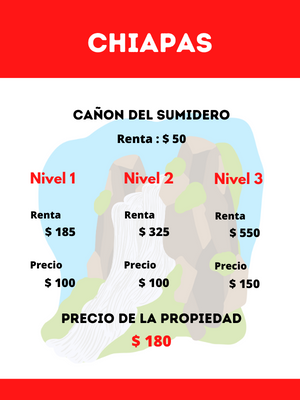 CHIAPAS
CAÑON DEL SUMIDERO
Renta : $ 50
Nivel 1 Nivel 2 Nivel 3
Renta Renta Renta
$ 185 $ 325 $ 550
Precio Precio Precio
$ 100 $ 100 $ 150
PRECIO DE LA PROPIEDAD
$ 180